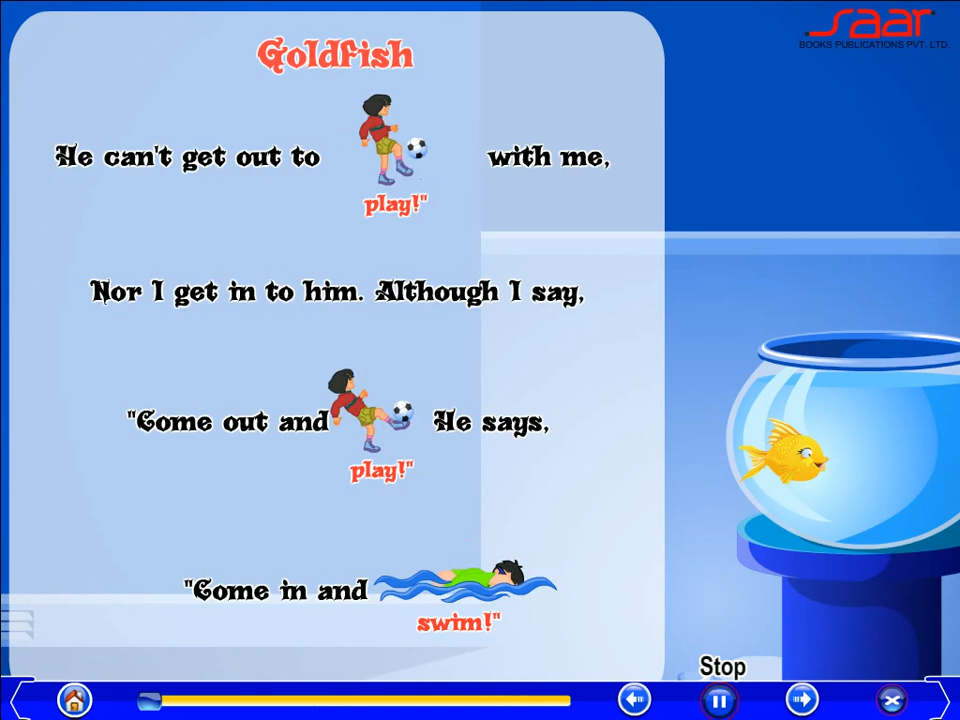 saar
BOOKS PUBLICATIONS PVT. LTD.
Goldfish
He can't get out to with me,
play!"
Nor I get in to him. Although I say,
"Come out and He says,
play!"
"Come in and
swim!"
Stop